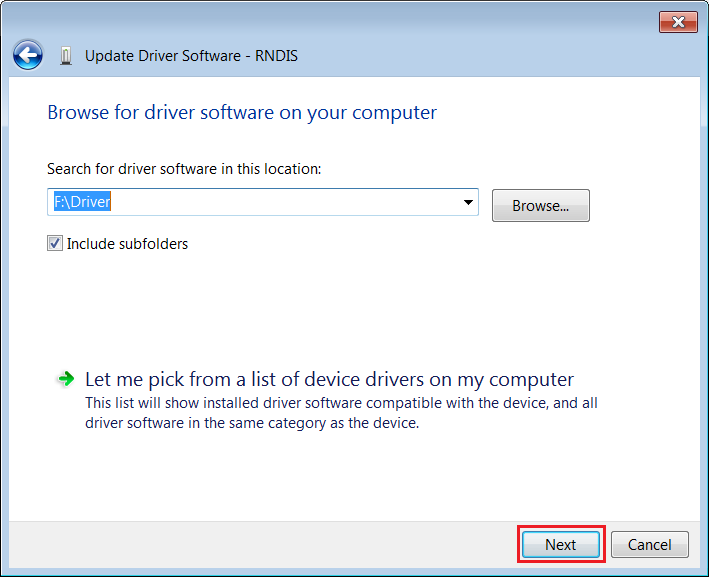 Update Driver Software - RNDIS
Browse for driver software on your computer
Search for driver software in this location:
F:\Driver
Browse...
Include subfolders
Let me pick from a list of device drivers on my computer
This list will show installed driver software compatible with the device, and all
driver software in the same category as the device.
Next
Cancel